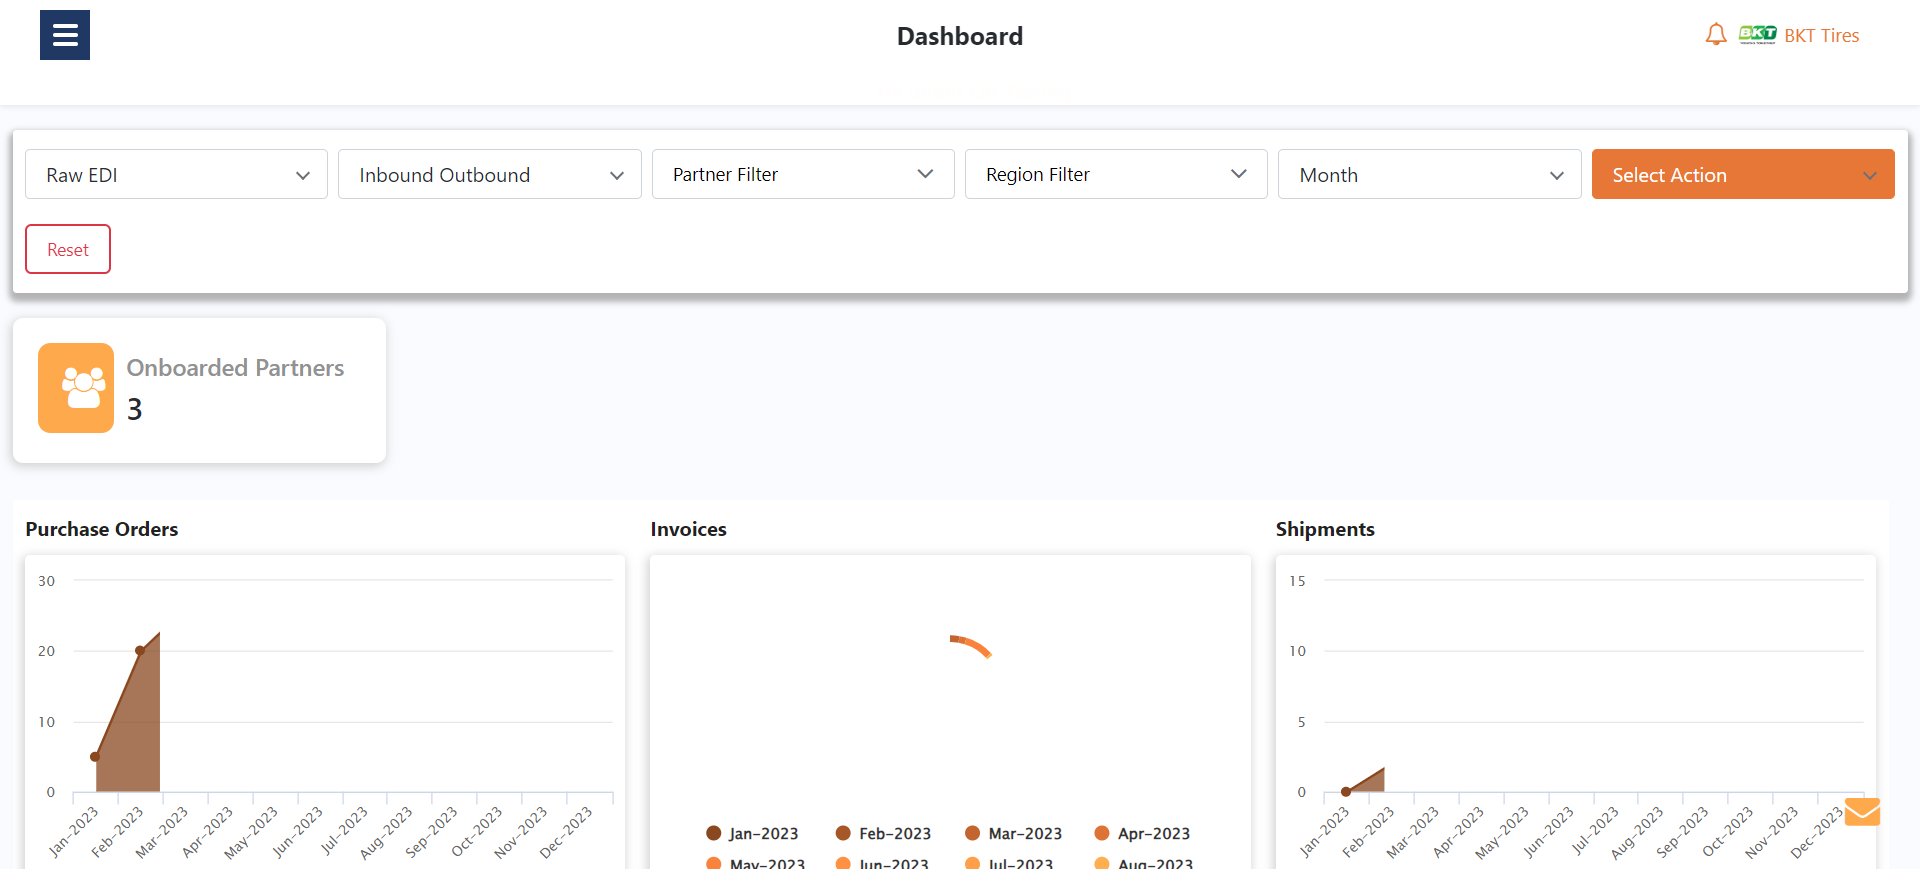 Dashboard
BKT
BKT Tires
Raw EDI
Inbound Outbound
Partner Filter
Region Filter
Month
Select Action
Reset
Onboarded Partners
3
Purchase Orders
30
20
10
0
Jan-2023
Feb-2023
Mar-2023
Apr-2023
May-2023
Jun-2023
Jul-2023
Aug-2023
Sep-2023
Oct-2023
Nov-2023
Dec-2023
Invoices
Jan-2023 Feb-2023 Mar-2023 Apr-2023
May-2023 Jun-2023 Jul-2023 Aug-2023
Shipments
15
10
5
0
Jan-2023
Feb-2023
Mar-2023
Apr-2023
May-2023
Jun-2023
Jul-2023
Aug-2023
Sep-2023
Oct-2023
Nov-2023
Dec-2023